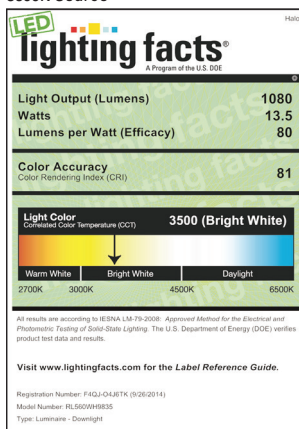 LED
lighting facts®
A Program of the U.S. DOE
Halo
Light Output (Lumens) 1080
Watts 13.5
Lumens per Watt (Efficacy) 80
Color Accuracy 81
Color Rendering Index (CRI)
Light Color 3500 (Bright White)
Correlated Color Temperature (CCT)
Warm White Bright White Daylight
2700K 3000K 4500K 6500K
All results are according to IESNA LM-79-2008: Approved Method for the Electrical and
Photometric Testing of Solid-State Lighting. The U.S. Department of Energy (DOE) verifies
product test data and results.
Visit www.lightingfacts.com for the Label Reference Guide.
Registration Number: F4QJ-O4J6TK (9/26/2014)
Model Number: RL560WH9835
Type: Luminaire - Downlight